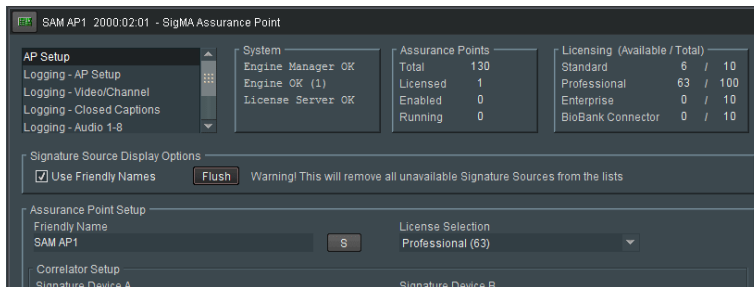 SAM AP1 2000:02:01 - SigMA Assurance Point
AP Setup
Logging - AP Setup
Logging - Video/Channel
Logging - Closed Captions
Logging - Audio 1-8
System
Engine Manager OK
Engine OK (1)
License Server OK
Assurance Points
Total 130
Licensed 1
Enabled 0
Running 0
Licensing (Available / Total)
Standard 6 / 10
Professional 63 / 100
Enterprise 0 / 10
BioBank Connector 0 / 10
Signature Source Display Options
Use Friendly Names
Flush
Warning! This will remove all unavailable Signature Sources from the lists
Assurance Point Setup
Friendly Name
SAM AP1
S
License Selection
Professional (63)
Correlator Setup
Signature Device A
Signature Device B